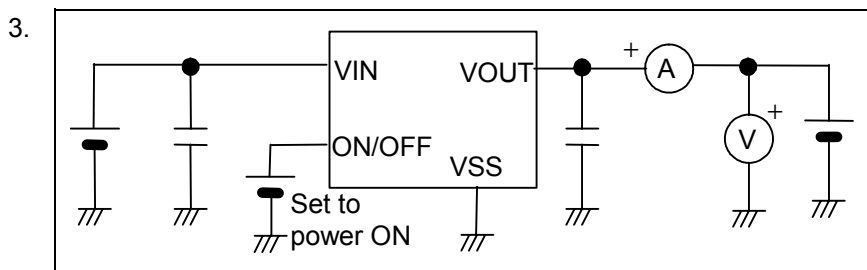 3.
VIN
VOUT
+
A
ON/OFF
V
+
VSS
Set to
power ON